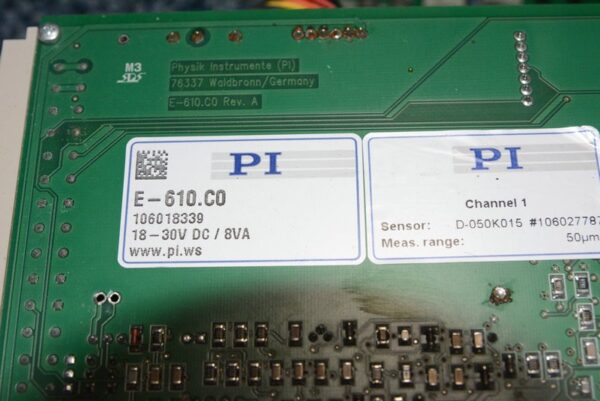 M3
Physik Instrumente (PI)
76337 Waldbronn/Germany
E-610.C0 Rev. A
PI
E-610.C0
106018339
18-30V DC / 8VA
www.pi.ws
PI
Channel 1
Sensor: D-050K015 #106027787
Meas. range: 50µm